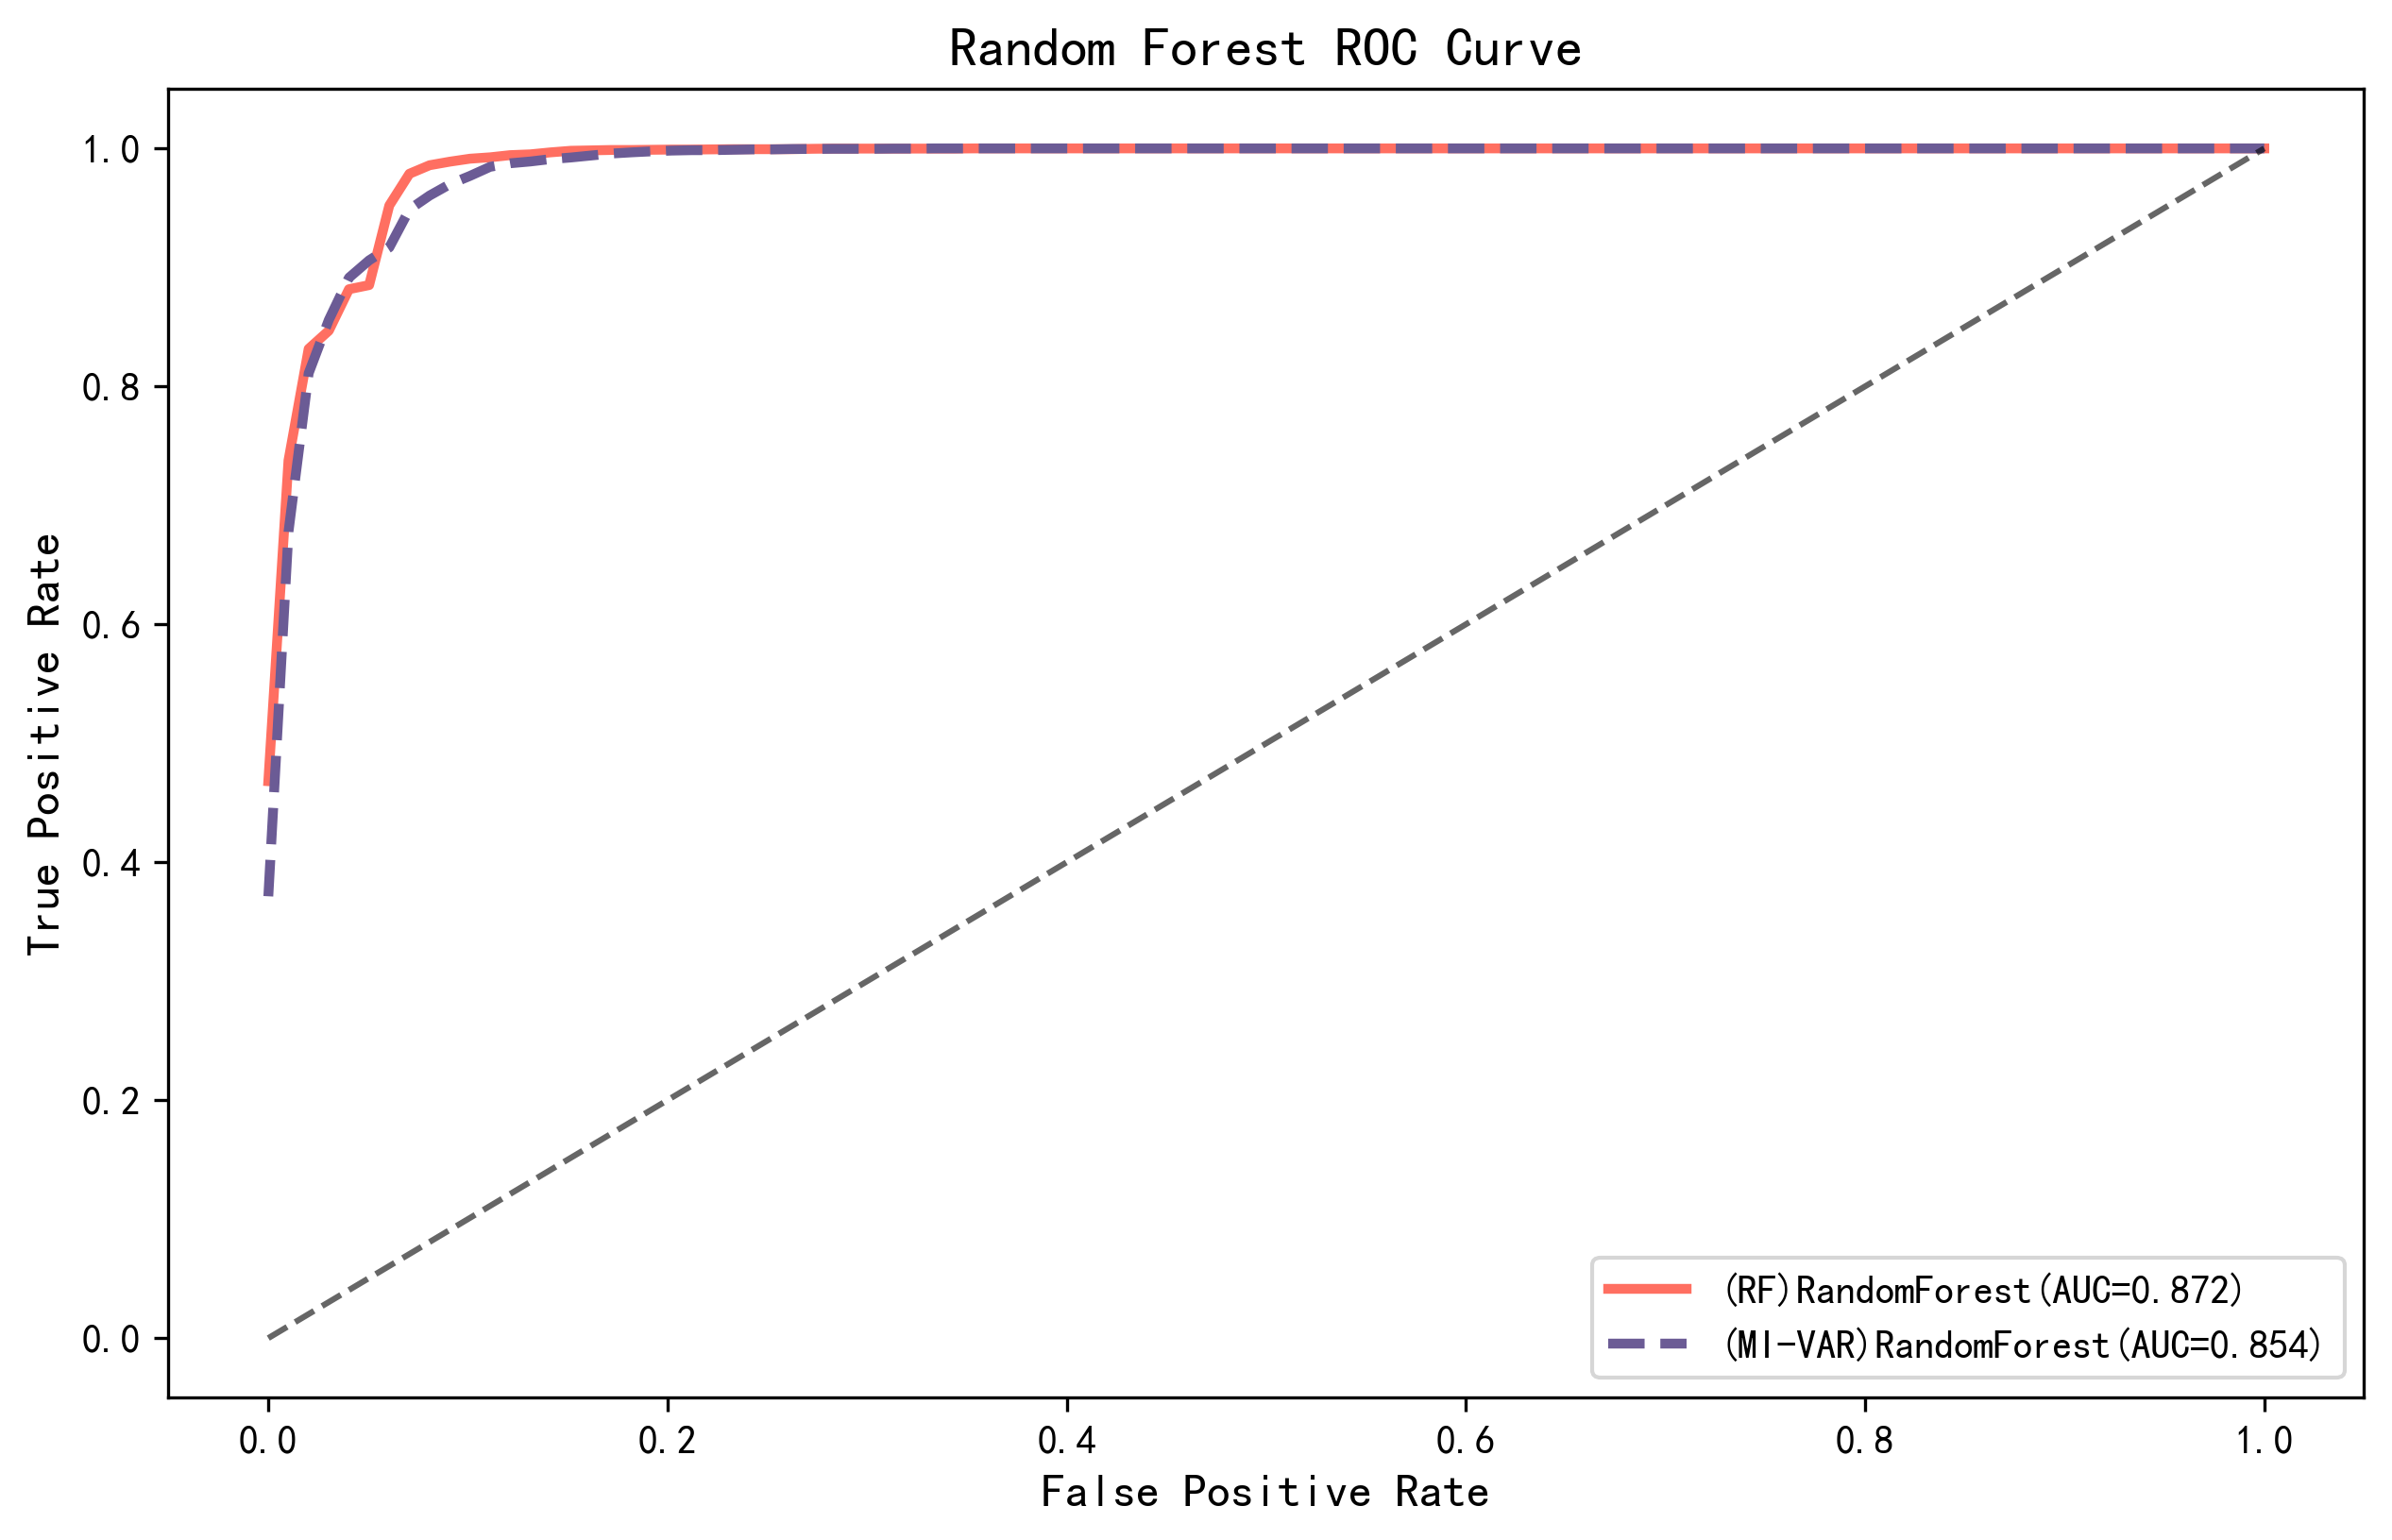 Random Forest ROC Curve
True Positive Rate
1.0
0.8
0.6
0.4
0.2
0.0
(RF)RandomForest(AUC=0.872)
(MI-VAR)RandomForest(AUC=0.854)
0.0 0.2 0.4 0.6 0.8 1.0
False Positive Rate